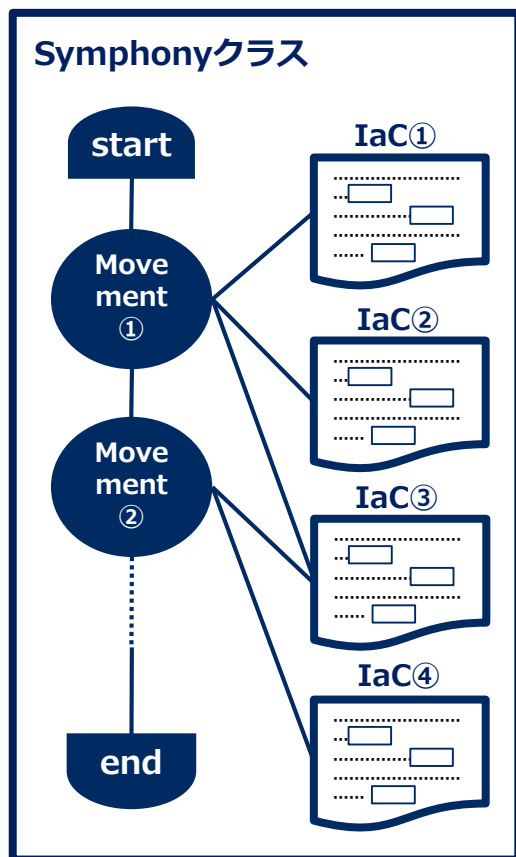 Symphonyクラス
start
Move
ment
①
Move
ment
②
end
IaC①
IaC②
IaC③
IaC④